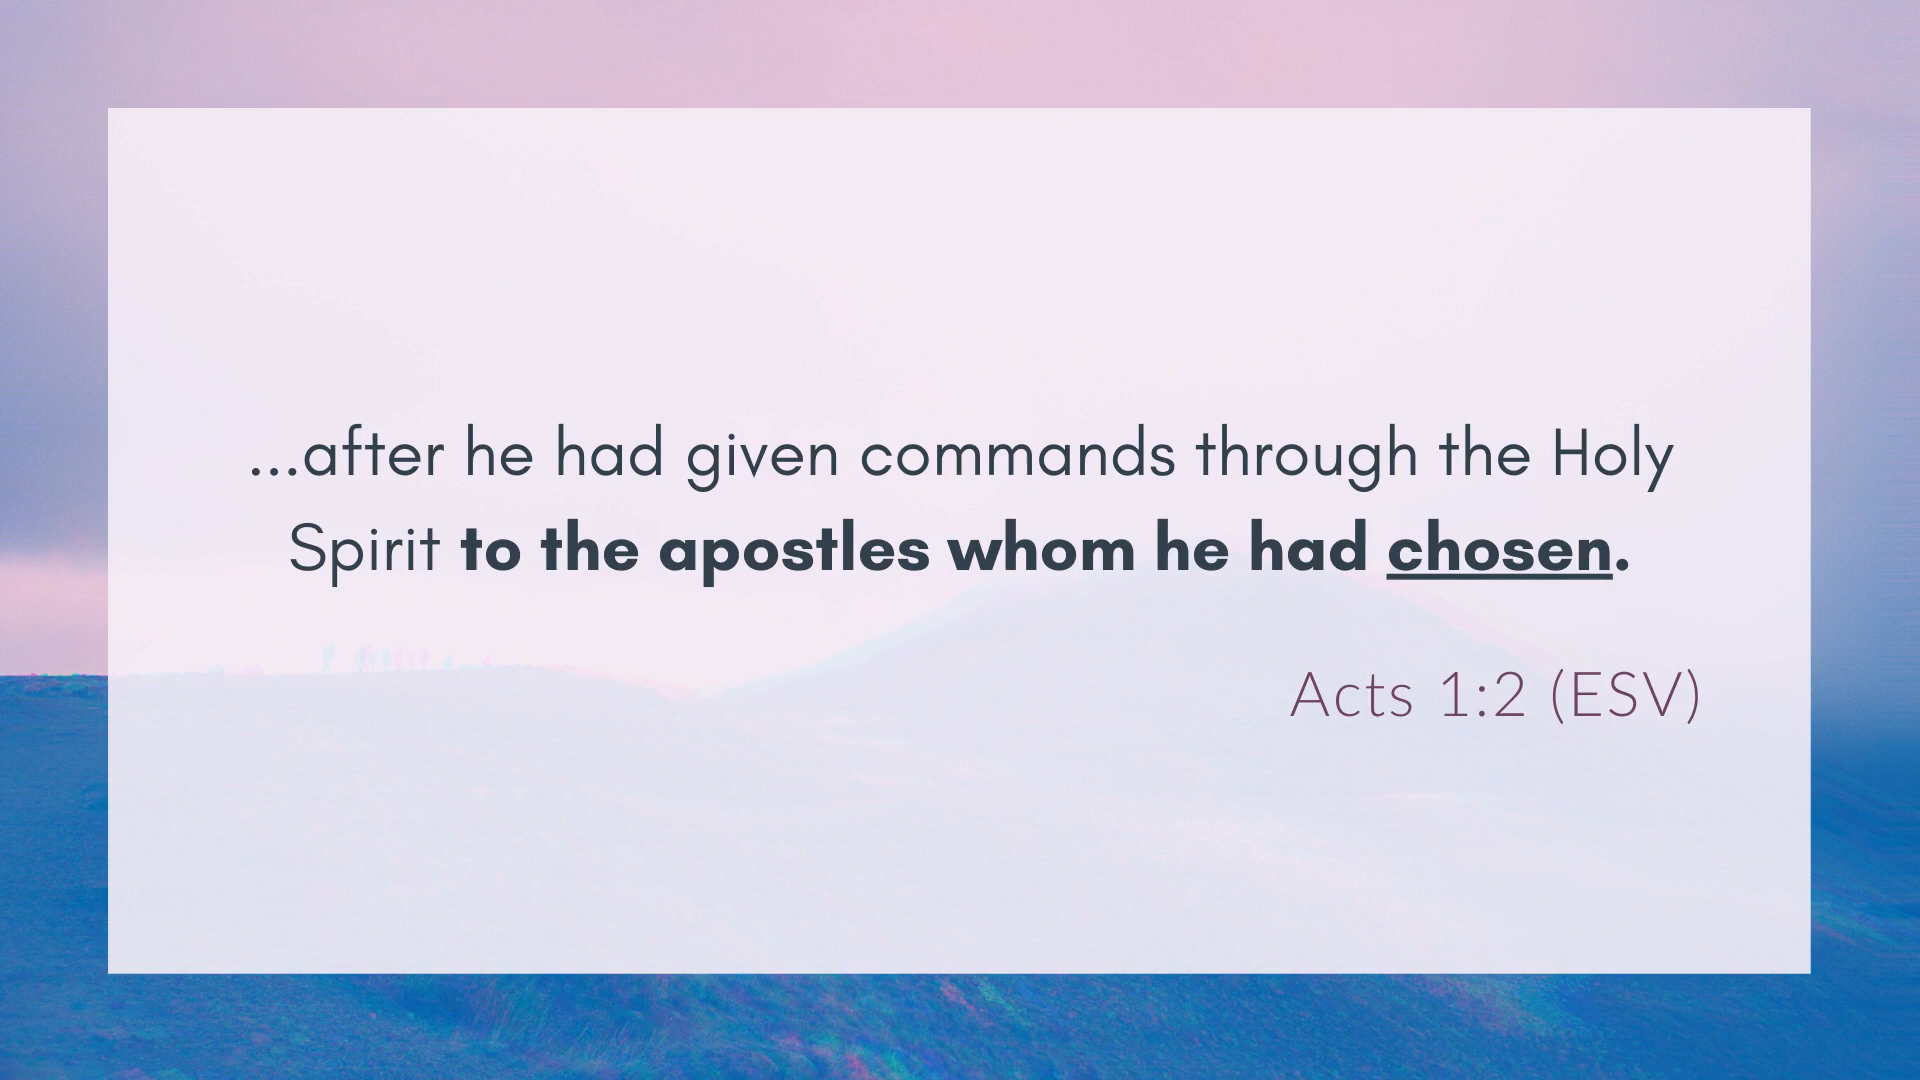 ...after he had given commands through the Holy
Spirit to the apostles whom he had chosen.
Acts 1:2 (ESV)